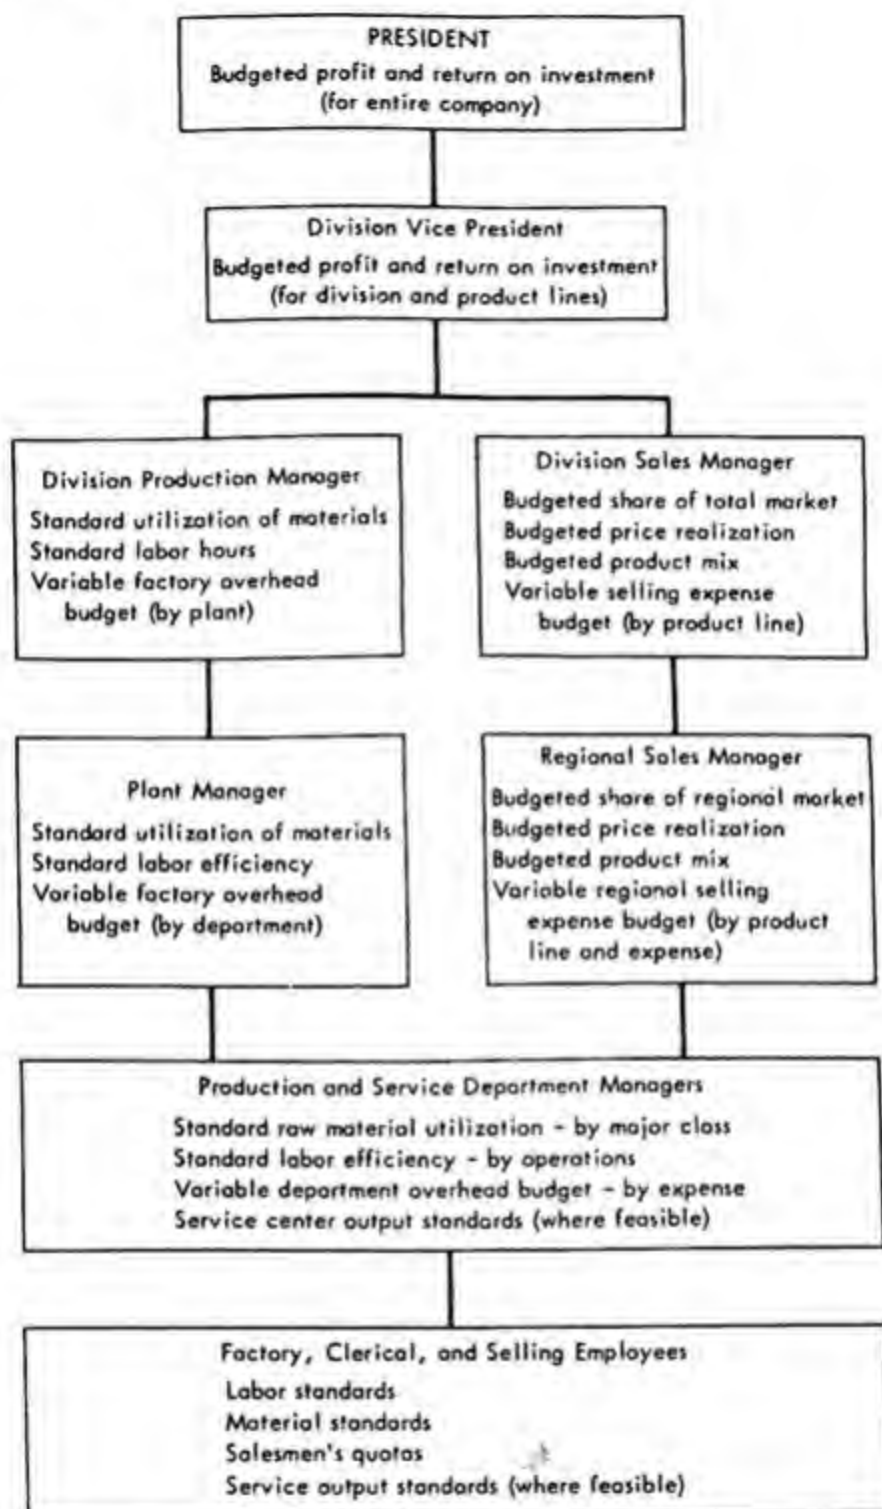 PRESIDENT
Budgeted profit and return on investment
(for entire company)
Division Vice President
Budgeted profit and return on investment
(for division and product lines)
Division Production Manager
Standard utilization of materials
Standard labor hours
Variable factory overhead
budget (by plant)
Division Sales Manager
Budgeted share of total market
Budgeted price realization
Budgeted product mix
Variable selling expense
budget (by product line)
Plant Manager
Standard utilization of materials
Standard labor efficiency
Variable factory overhead
budget (by department)
Regional Sales Manager
Budgeted share of regional market
Budgeted price realization
Budgeted product mix
Variable regional selling
expense budget (by product
line and expense)
Production and Service Department Managers
Standard raw material utilization - by major class
Standard labor efficiency - by operations
Variable department overhead budget - by expense
Service center output standards (where feasible)
Factory, Clerical, and Selling Employees
Labor standards
Material standards
Salesmen's quotas
Service output standards (where feasible)